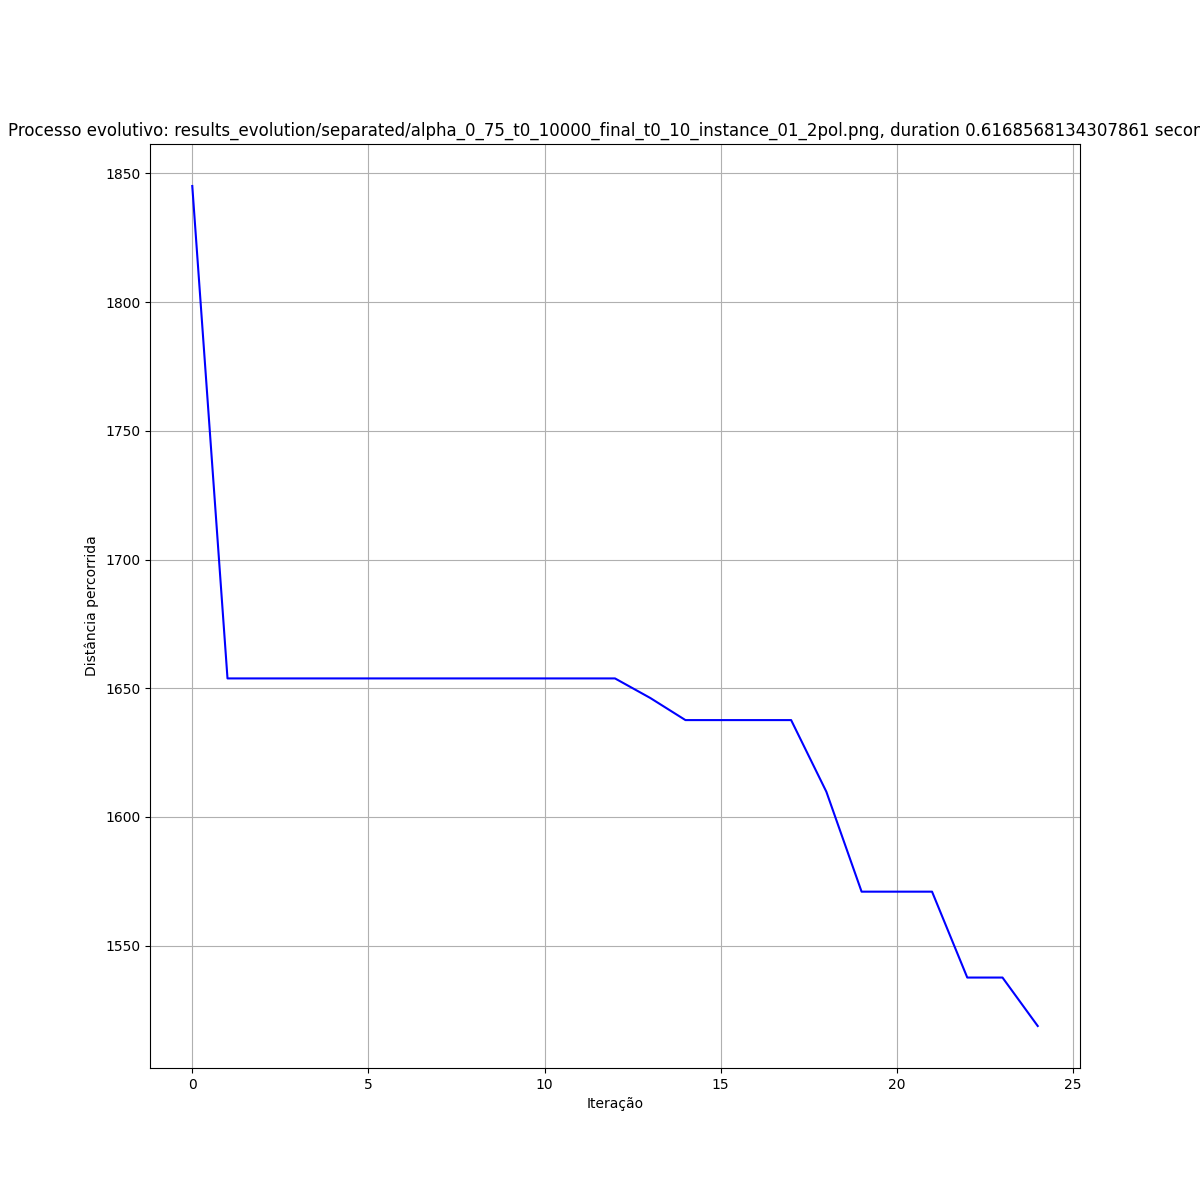 Processo evolutivo: results_evolution/separated/alpha_0_75_t0_10000_final_t0_10_instance_01_2pol.png, duration 0.6168568134307861 secor
1850
1800
1750
1700
1650
1600
1550
Distância percorrida
0 5 10 15 20 25
Iteração